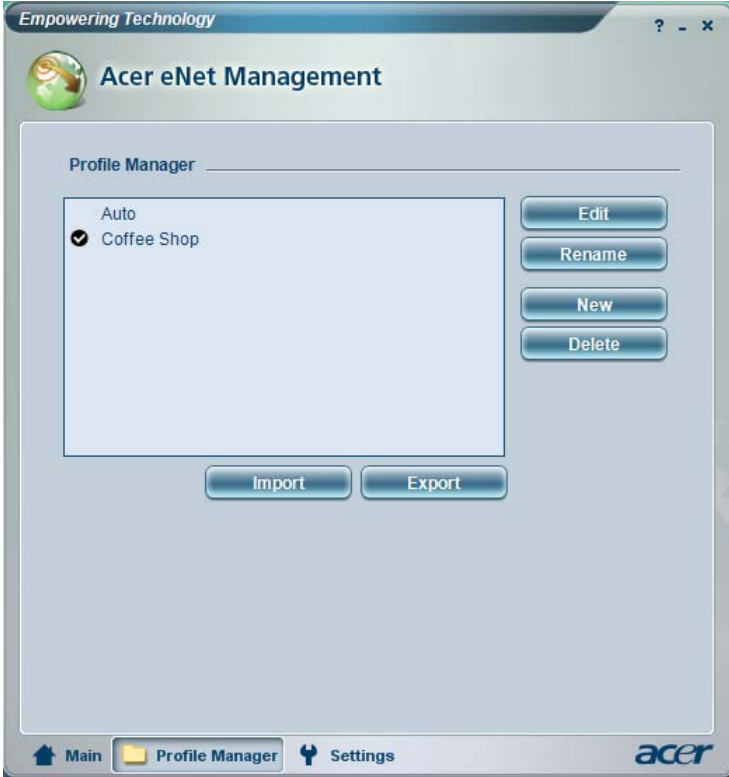 Empowering Technology
? - x
Acer eNet Management
Profile Manager
Auto
Coffee Shop
Edit
Rename
New
Delete
Import Export
Main Profile Manager Settings
acer